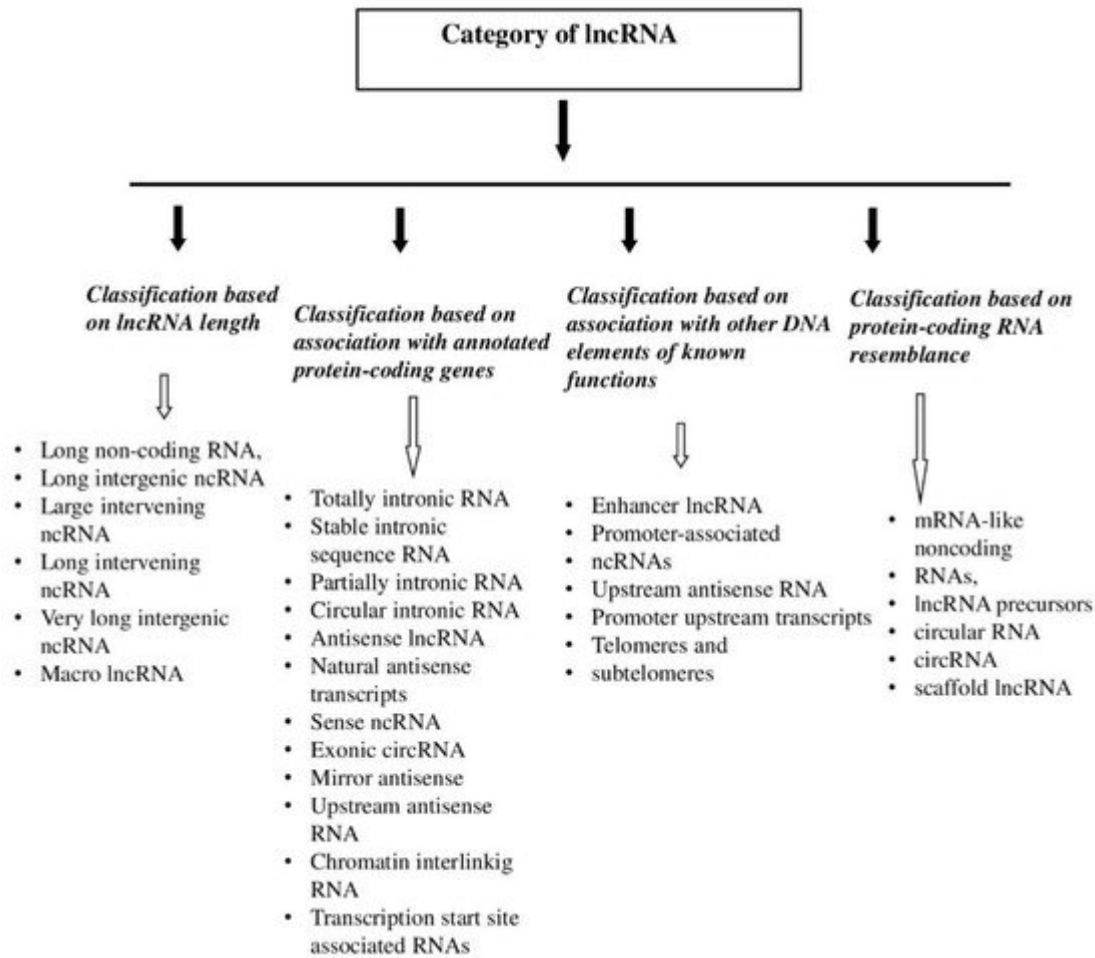 Category of lncRNA
Classification based
on lncRNA length
• Long non-coding RNA,
• Long intergenic ncRNA
• Large intervening
ncRNA
• Long intervening
ncRNA
• Very long intergenic
ncRNA
• Macro lncRNA
Classification based on
association with annotated
protein-coding genes
• Totally intronic RNA
• Stable intronic
sequence RNA
• Partially intronic RNA
• Circular intronic RNA
• Antisense lncRNA
• Natural antisense
transcripts
• Sense ncRNA
• Exonic circRNA
• Mirror antisense
• Upstream antisense
RNA
• Chromatin interlinkig
RNA
• Transcription start site
associated RNAs
Classification based on
association with other DNA
elements of known
functions
• Enhancer lncRNA
• Promoter-associated
• ncRNAs
• Upstream antisense RNA
• Promoter upstream transcripts
• Telomeres and
• subtelomeres
Classification based on
protein-coding RNA
resemblance
• mRNA-like
noncoding
• RNAs,
• lncRNA precursors
• circular RNA
• circRNA
• scaffold lncRNA